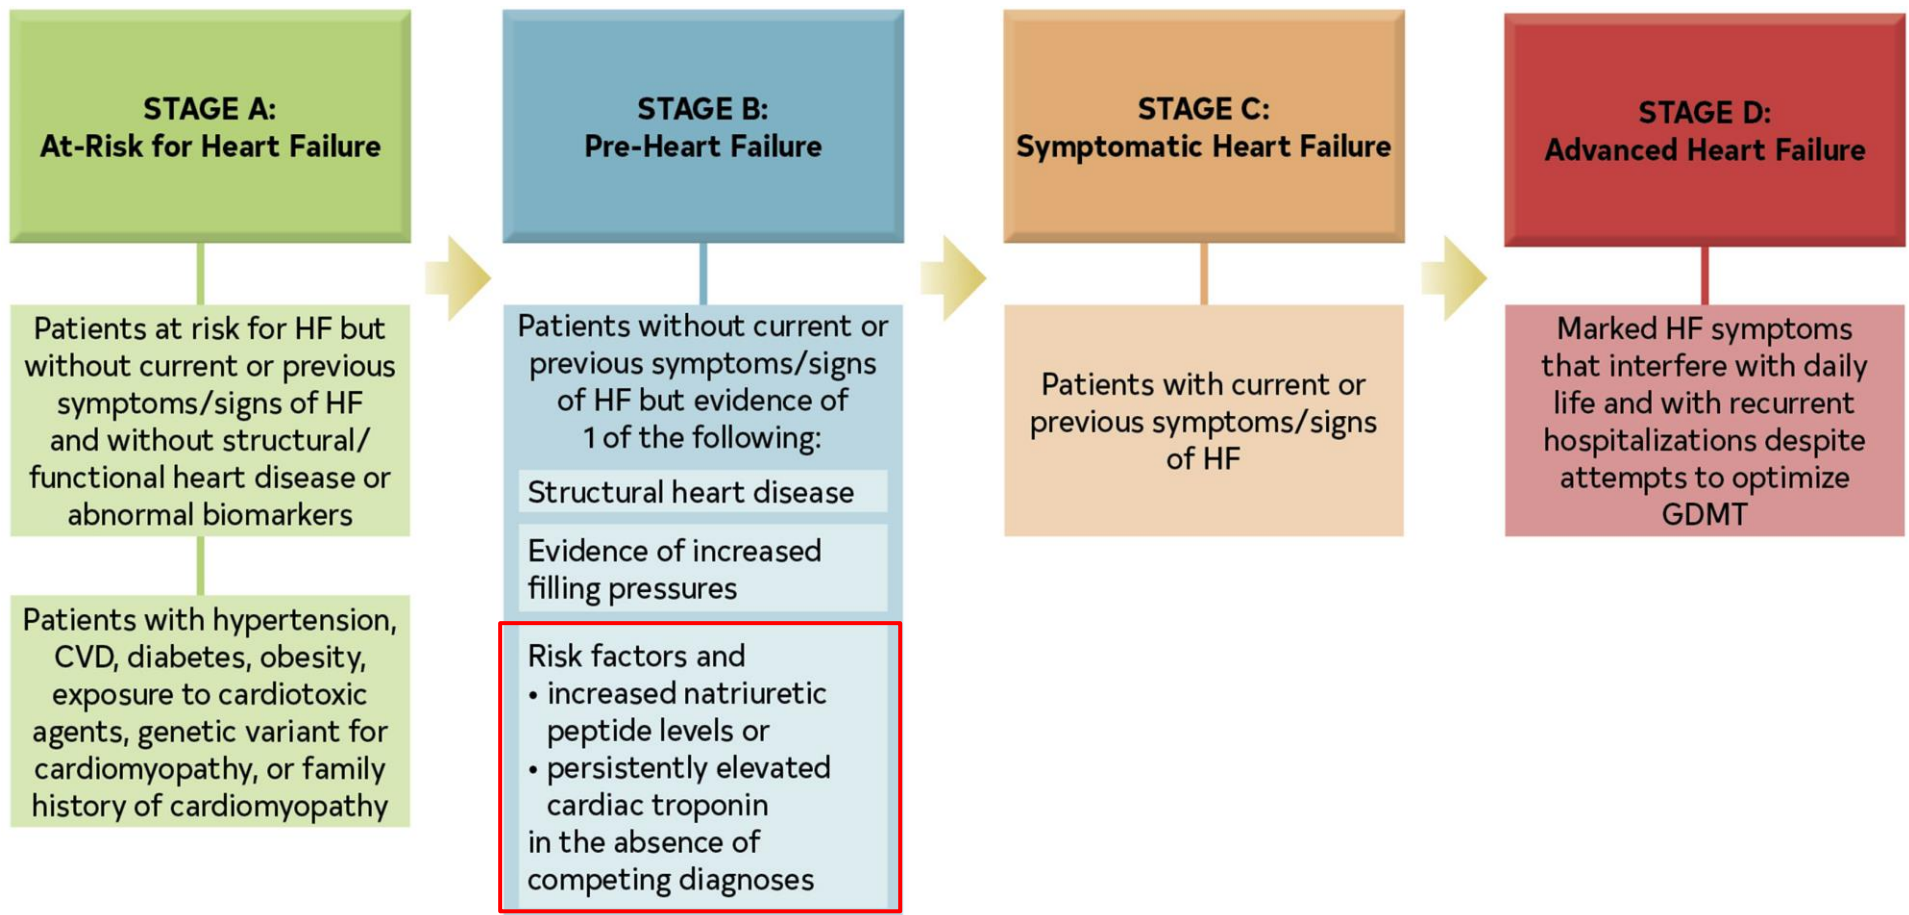 STAGE A:
At-Risk for Heart Failure
Patients at risk for HF but
without current or previous
symptoms/signs of HF
and without structural/
functional heart disease or
abnormal biomarkers
Patients with hypertension,
CVD, diabetes, obesity,
exposure to cardiotoxic
agents, genetic variant for
cardiomyopathy, or family
history of cardiomyopathy
STAGE B:
Pre-Heart Failure
Patients without current or
previous symptoms/signs
of HF but evidence of
1 of the following:
Structural heart disease
Evidence of increased
filling pressures
Risk factors and
• increased natriuretic
peptide levels or
• persistently elevated
cardiac troponin
in the absence of
competing diagnoses
STAGE C:
Symptomatic Heart Failure
Patients with current or
previous symptoms/signs
of HF
STAGE D:
Advanced Heart Failure
Marked HF symptoms
that interfere with daily
life and with recurrent
hospitalizations despite
attempts to optimize
GDMT